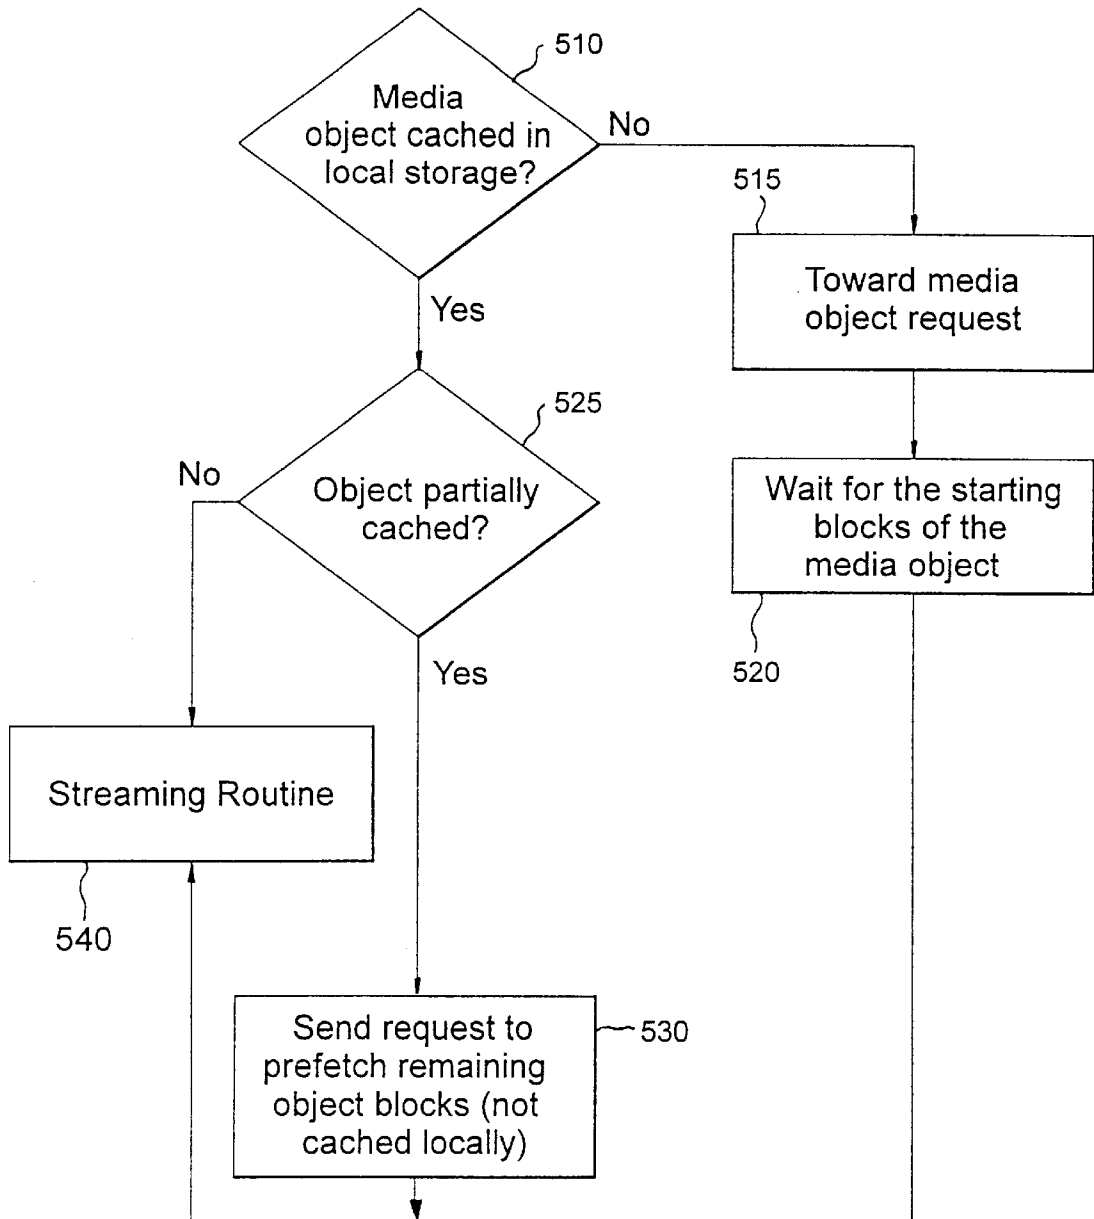 510
Media
object cached in
local storage?
No
515
Toward media
object request
Yes
525
No
Object partially
cached?
Wait for the starting
blocks of the
media object
Yes
520
Streaming Routine
540
Send request to
prefetch remaining
object blocks (not
cached locally)
530